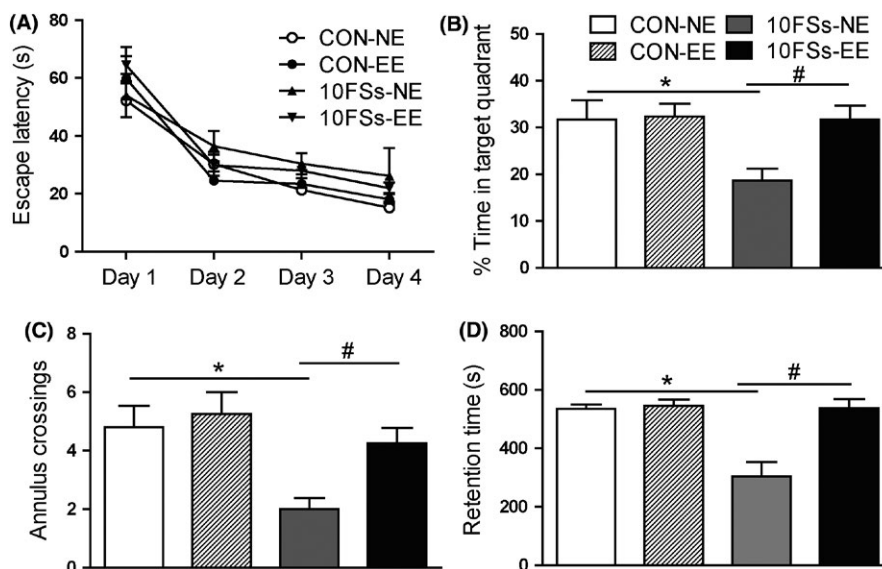 (A)
Escape latency (s)
80
60
40
20
0
Day 1 Day 2 Day 3 Day 4
CON-NE
CON-EE
10FSs-NE
10FSs-EE
(B)
CON-NE 10FSs-NE
CON-EE 10FSs-EE
% Time in target quadrant
50
40
30
20
10
0
* #
(C)
Annulus crossings
8
6
4
2
0
* #
(D)
Retention time (s)
800
600
400
200
0
* #